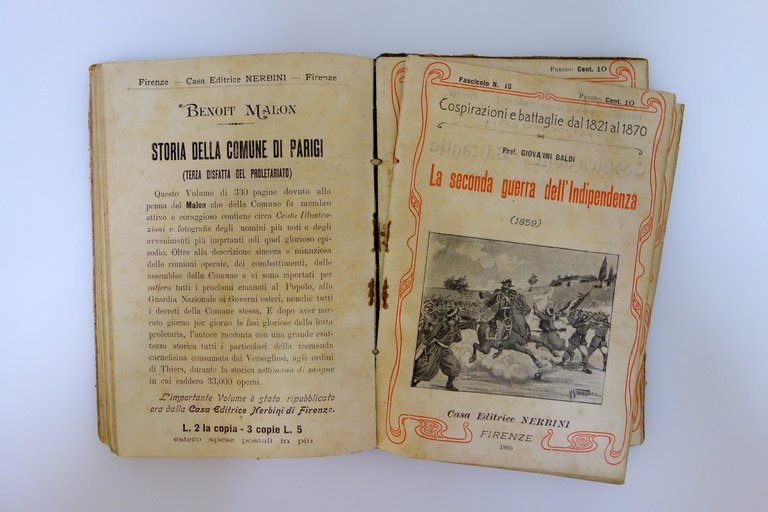 Firenze — Casa Editrice NERBINI — Firenze
BENOIT MALON
STORIA DELLA COMUNE DI PARIGI
(TERZA DISFATTA DEL PROLETARIATO)
Questo Volume di 330 pagine dovuto alla
penna del Malon che della Comune fu membro
attivo e coraggioso contiene circa Cento Illustra-
zioni e fotografie degli uomini più noti e degli
avvenimenti più imprtanti odi quel glorioso epi-
sodio. Oltre alla descrizione sincera e minuziosa
delle riunioni operaie, dei combattimenti, delle
assemblee della Comune e vi sono riportati per
intiero tutti i proclami emanati al Popolo, alla
Guardia Nazionale ai Governi esteri, nonchè tutti
i decreti della Comune stessa. E dopo aver nar-
rato giorno per giorno le fasi gloriose della lotta
proletaria, l'autore racconta con una grande esat-
tezza storica tutti i particolari della tremenda
carneficina consumata dai Versagliesi, agli ordini
di Thiers, durante la storica settimana di sangue
in cui caddero 33,000 operai.
L'importante Volume è stato ripubblicato
ora dalla Casa Editrice Nerbini di Firenze.
L. 2 la copia - 3 copie L. 5
estero spese postali in più
PREZZO: Cent. 10
Fascicolo N. 18
PREZZO: Cent. 10
Cospirazioni e battaglie dal 1821 al 1870
Prof. GIOVANNI BALDI
La seconda guerra dell'Indipendenza
(1859)
Casa Editrice NERBINI
FIRENZE
1905